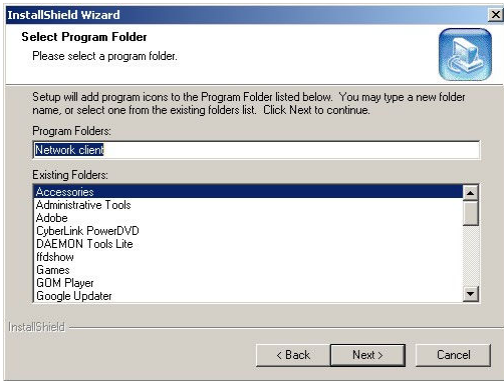 InstallShield Wizard
Select Program Folder
Please select a program folder.
Setup will add program icons to the Program Folder listed below. You may type a new folder
name, or select one from the existing folders list. Click Next to continue.
Program Folders:
Network client
Existing Folders:
Accessories
Administrative Tools
Adobe
CyberLink PowerDVD
DAEMON Tools Lite
ffdshow
Games
GOM Player
Google Updater
InstallShield
< Back
Next >
Cancel